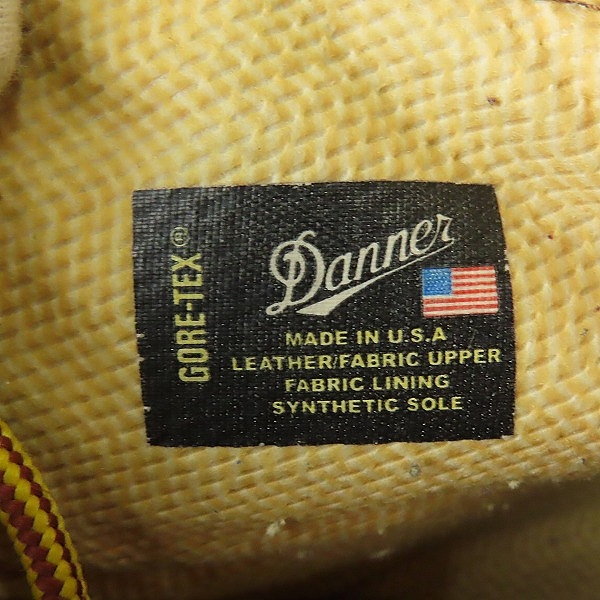 GORE-TEX®
Danner
MADE IN U.S.A
LEATHER/FABRIC UPPER
FABRIC LINING
SYNTHETIC SOLE